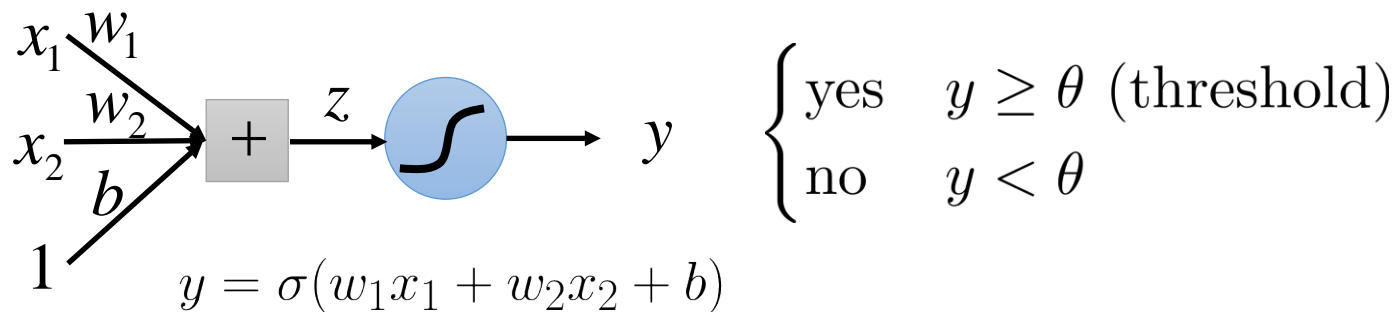 x₁ w₁
x₂ w₂
1 b
+
z
y
y = σ(w₁x₁ + w₂x₂ + b)
yes y ≥ θ (threshold)
no y < θ